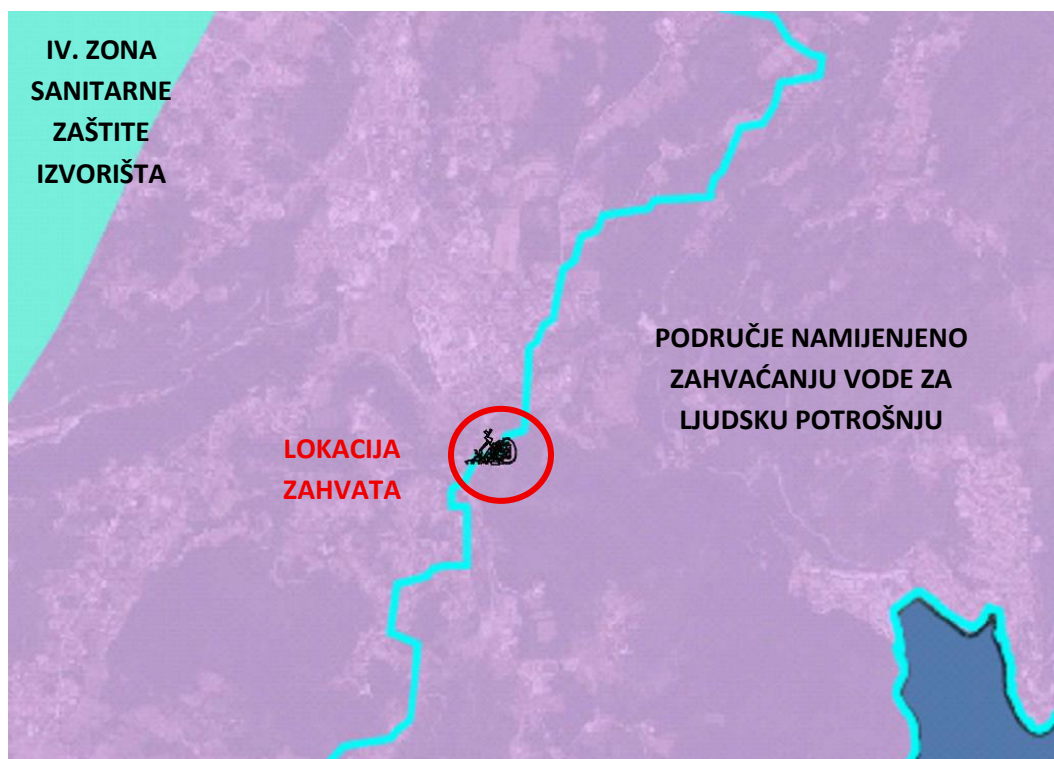 IV. ZONA
SANITARNE
ZAŠTITE
IZVORIŠTA
PODRUČJE NAMIJENJENO
ZAHVAĆANJU VODE ZA
LJUDSKU POTROŠNJU
LOKACIJA
ZAHVATA